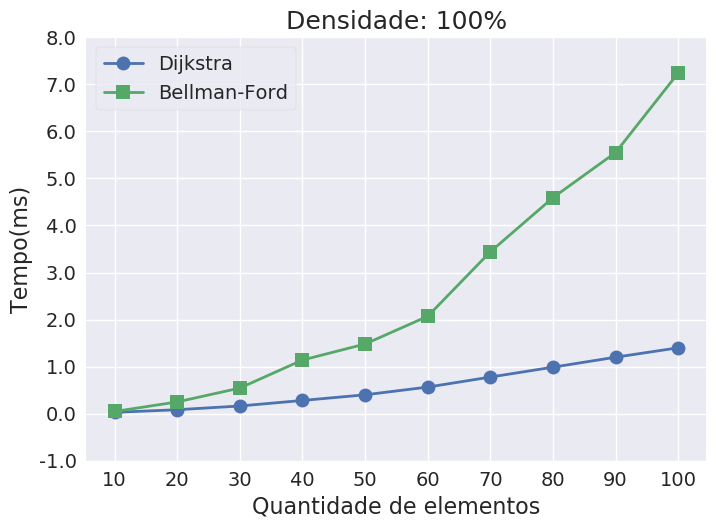 Densidade: 100%
Dijkstra
Bellman-Ford
8.0
7.0
6.0
5.0
4.0
3.0
2.0
1.0
0.0
-1.0
Tempo(ms)
10 20 30 40 50 60 70 80 90 100
Quantidade de elementos